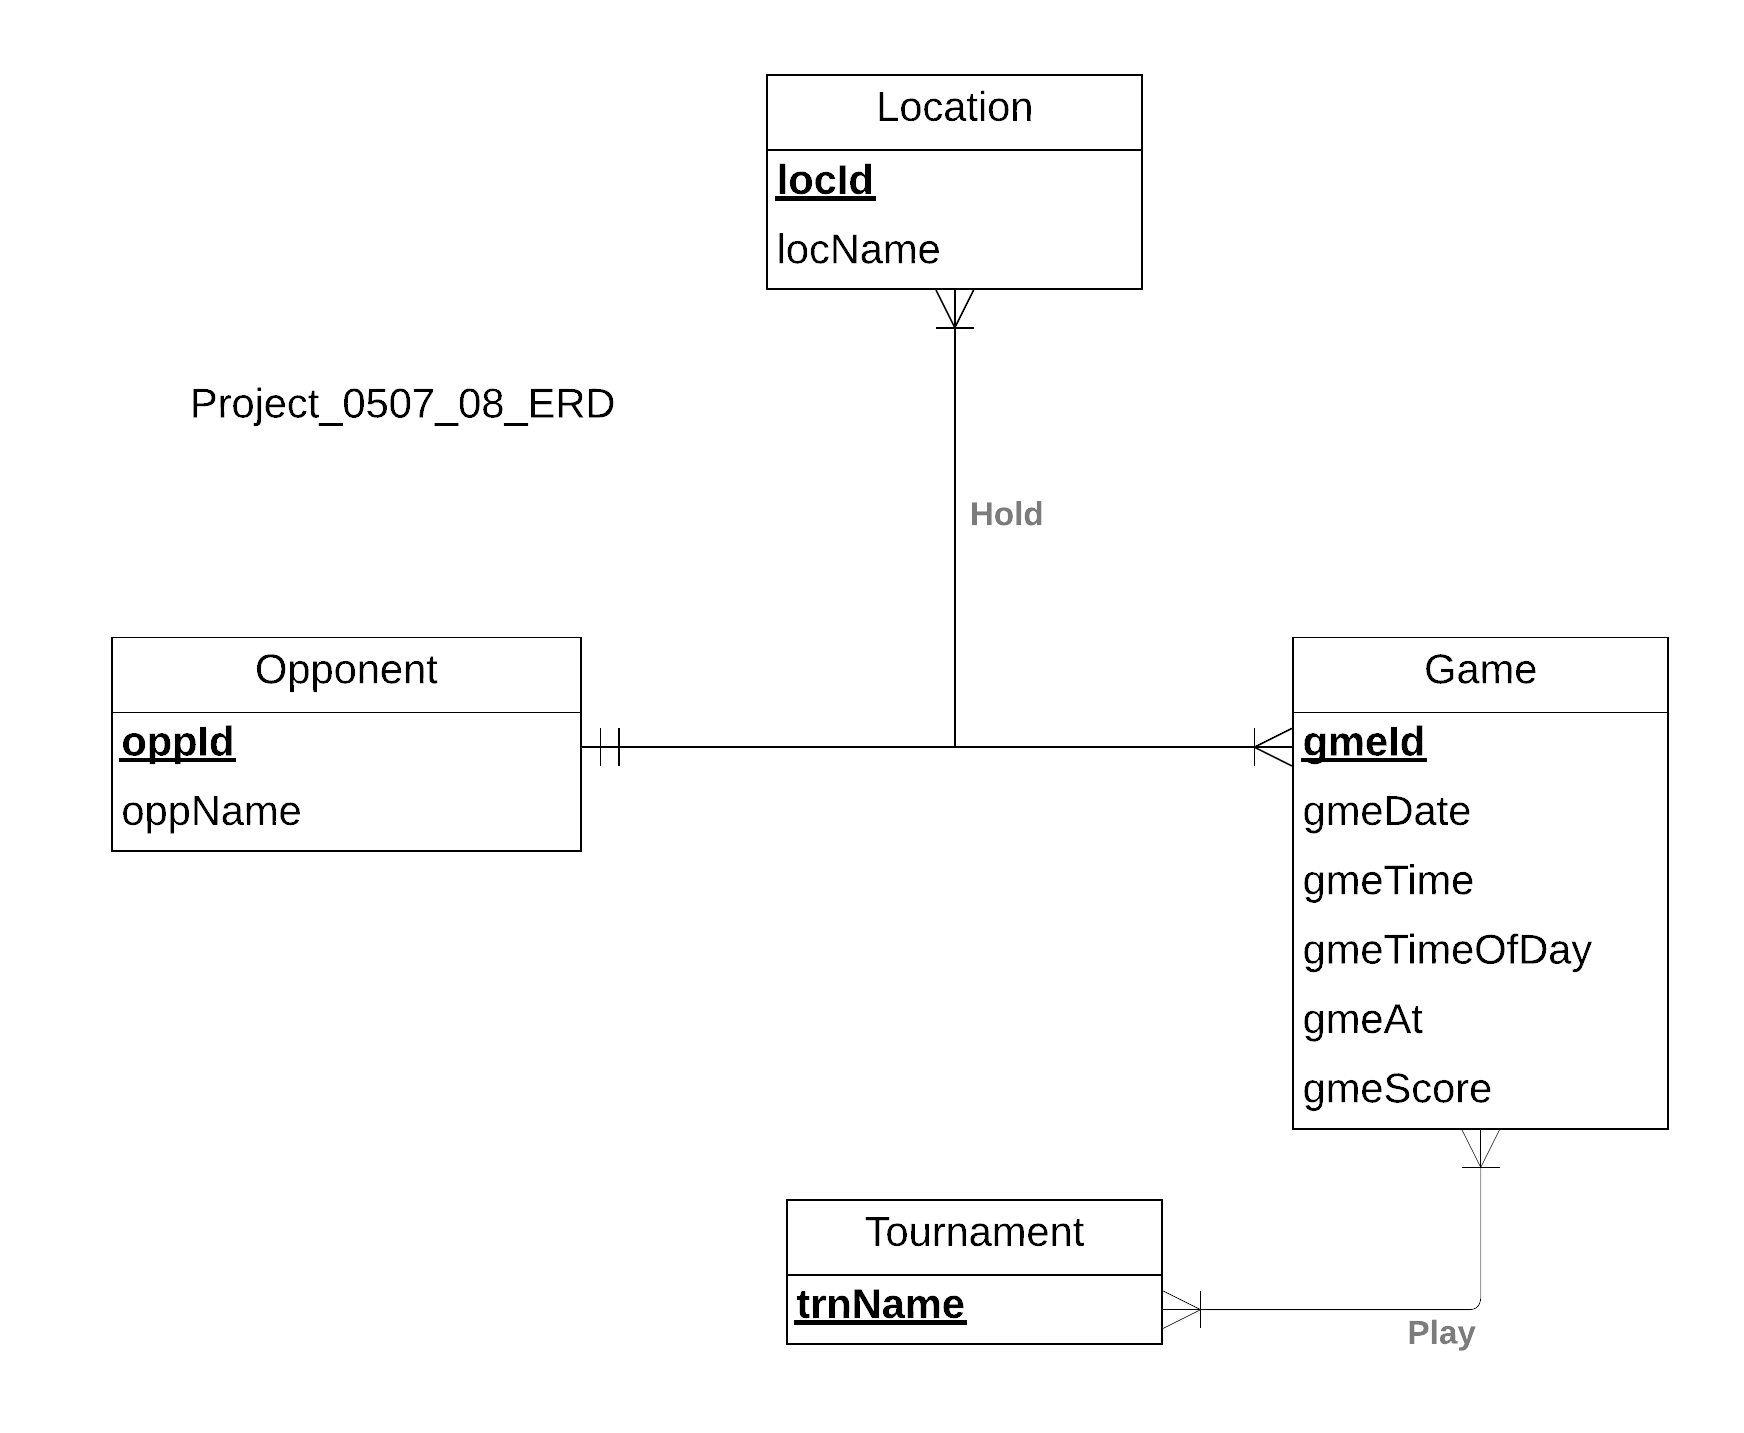 Location
locId
locName
Project_0507_08_ERD
Hold
Opponent
oppId
oppName
Game
gmeId
gmeDate
gmeTime
gmeTimeOfDay
gmeAt
gmeScore
Tournament
trnName
Play